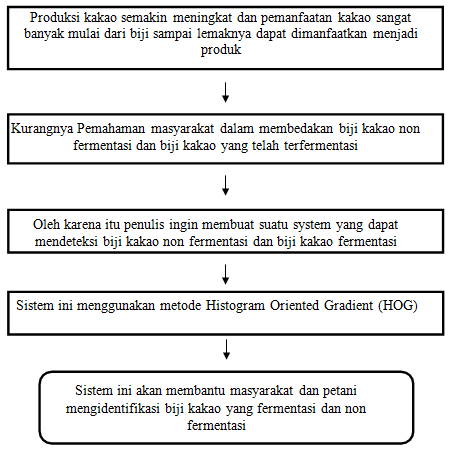 Produksi kakao semakin meningkat dan pemanfaatan kakao sangat
banyak mulai dari biji sampai lemaknya dapat dimanfaatkan menjadi
produk
Kurangnya Pemahaman masyarakat dalam membedakan biji kakao non
fermentasi dan biji kakao yang telah terfermentasi
Oleh karena itu penulis ingin membuat suatu system yang dapat
mendeteksi biji kakao non fermentasi dan biji kakao fermentasi
Sistem ini menggunakan metode Histogram Oriented Gradient (HOG)
Sistem ini akan membantu masyarakat dan petani
mengidentifikasi biji kakao yang fermentasi dan non
fermentasi